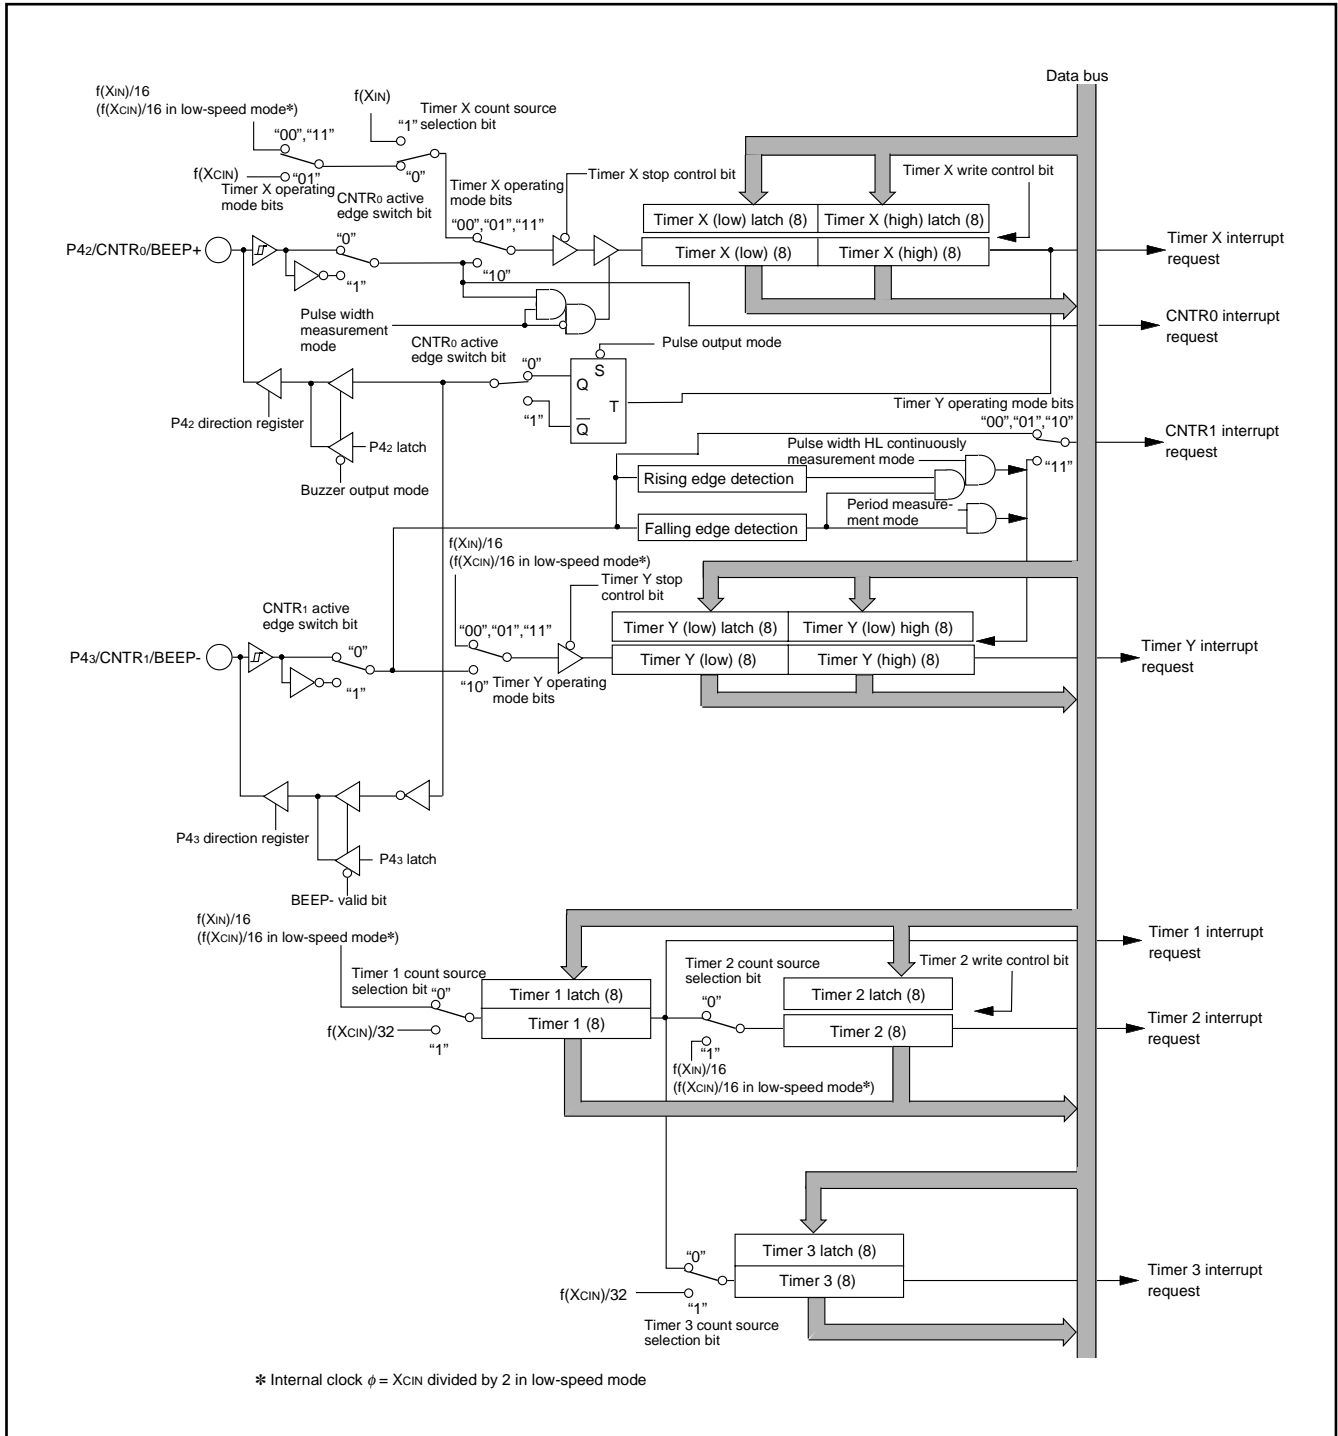 Data bus
f(XIN)/16
(f(XCIN)/16 in low-speed mode*)
f(XIN)
Timer X count source
selection bit
“1”
“00”,“11”
f(XCIN)
“01”
“0”
Timer X operating
mode bits
CNTR0 active
edge switch bit
Timer X operating
mode bits
Timer X stop control bit
Timer X write control bit
“00”,“01”,“11”
Timer X (low) latch (8)
Timer X (high) latch (8)
P42/CNTR0/BEEP+
“0”
Timer X (low) (8)
Timer X (high) (8)
Timer X interrupt
request
“1”
“10”
Pulse width
measurement
mode
CNTR0 interrupt
request
CNTR0 active
edge switch bit
Pulse output mode
“0”
S
Q
T
Q
“1”
P42 direction register
P42 latch
Buzzer output mode
Timer Y operating mode bits
“00”,“01”,“10”
CNTR1 interrupt
request
Pulse width HL continuously
measurement mode
“11”
Rising edge detection
Period measure-
ment mode
Falling edge detection
f(XIN)/16
(f(XCIN)/16 in low-speed mode*)
Timer Y stop
control bit
CNTR1 active
edge switch bit
“00”,“01”,“11”
Timer Y (low) latch (8)
Timer Y (low) high (8)
P43/CNTR1/BEEP-
“0”
Timer Y (low) (8)
Timer Y (high) (8)
Timer Y interrupt
request
“1”
“10”
Timer Y operating
mode bits
P43 direction register
P43 latch
BEEP- valid bit
f(XIN)/16
(f(XCIN)/16 in low-speed mode*)
Timer 1 interrupt
request
Timer 1 count source
selection bit
“0”
Timer 2 count source
selection bit
Timer 2 write control bit
Timer 1 latch (8)
“0”
Timer 2 latch (8)
f(XCIN)/32
Timer 1 (8)
Timer 2 (8)
Timer 2 interrupt
request
“1”
“1”
f(XIN)/16
(f(XCIN)/16 in low-speed mode*)
Timer 3 latch (8)
“0”
Timer 3 (8)
Timer 3 interrupt
request
f(XCIN)/32
“1”
Timer 3 count source
selection bit
* Internal clock ϕ = XCIN divided by 2 in low-speed mode